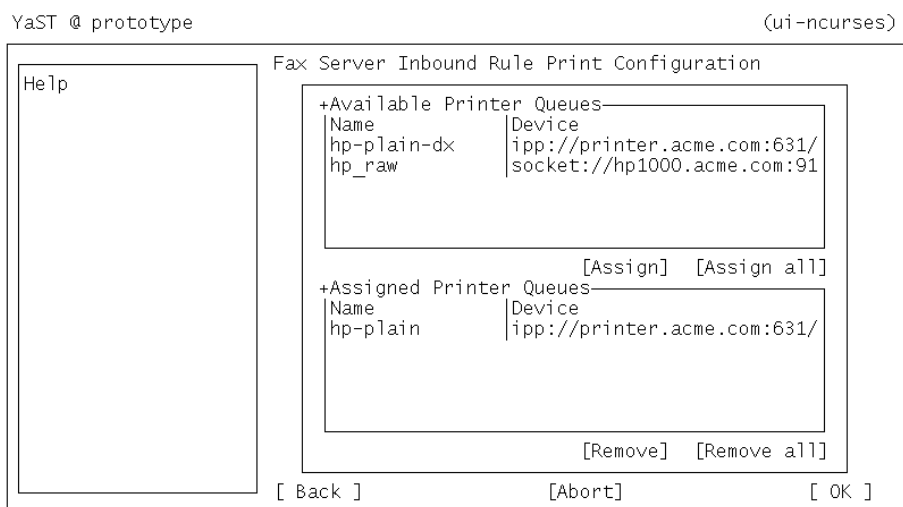 YaST @ prototype (ui-ncurses)
Fax Server Inbound Rule Print Configuration
Help
+Available Printer Queues
Name Device
hp-plain-dx ipp://printer.acme.com:631/
hp_raw socket://hp1000.acme.com:91
[Assign] [Assign all]
+Assigned Printer Queues
Name Device
hp-plain ipp://printer.acme.com:631/
[Remove] [Remove all]
[ Back ] [Abort] [ OK ]